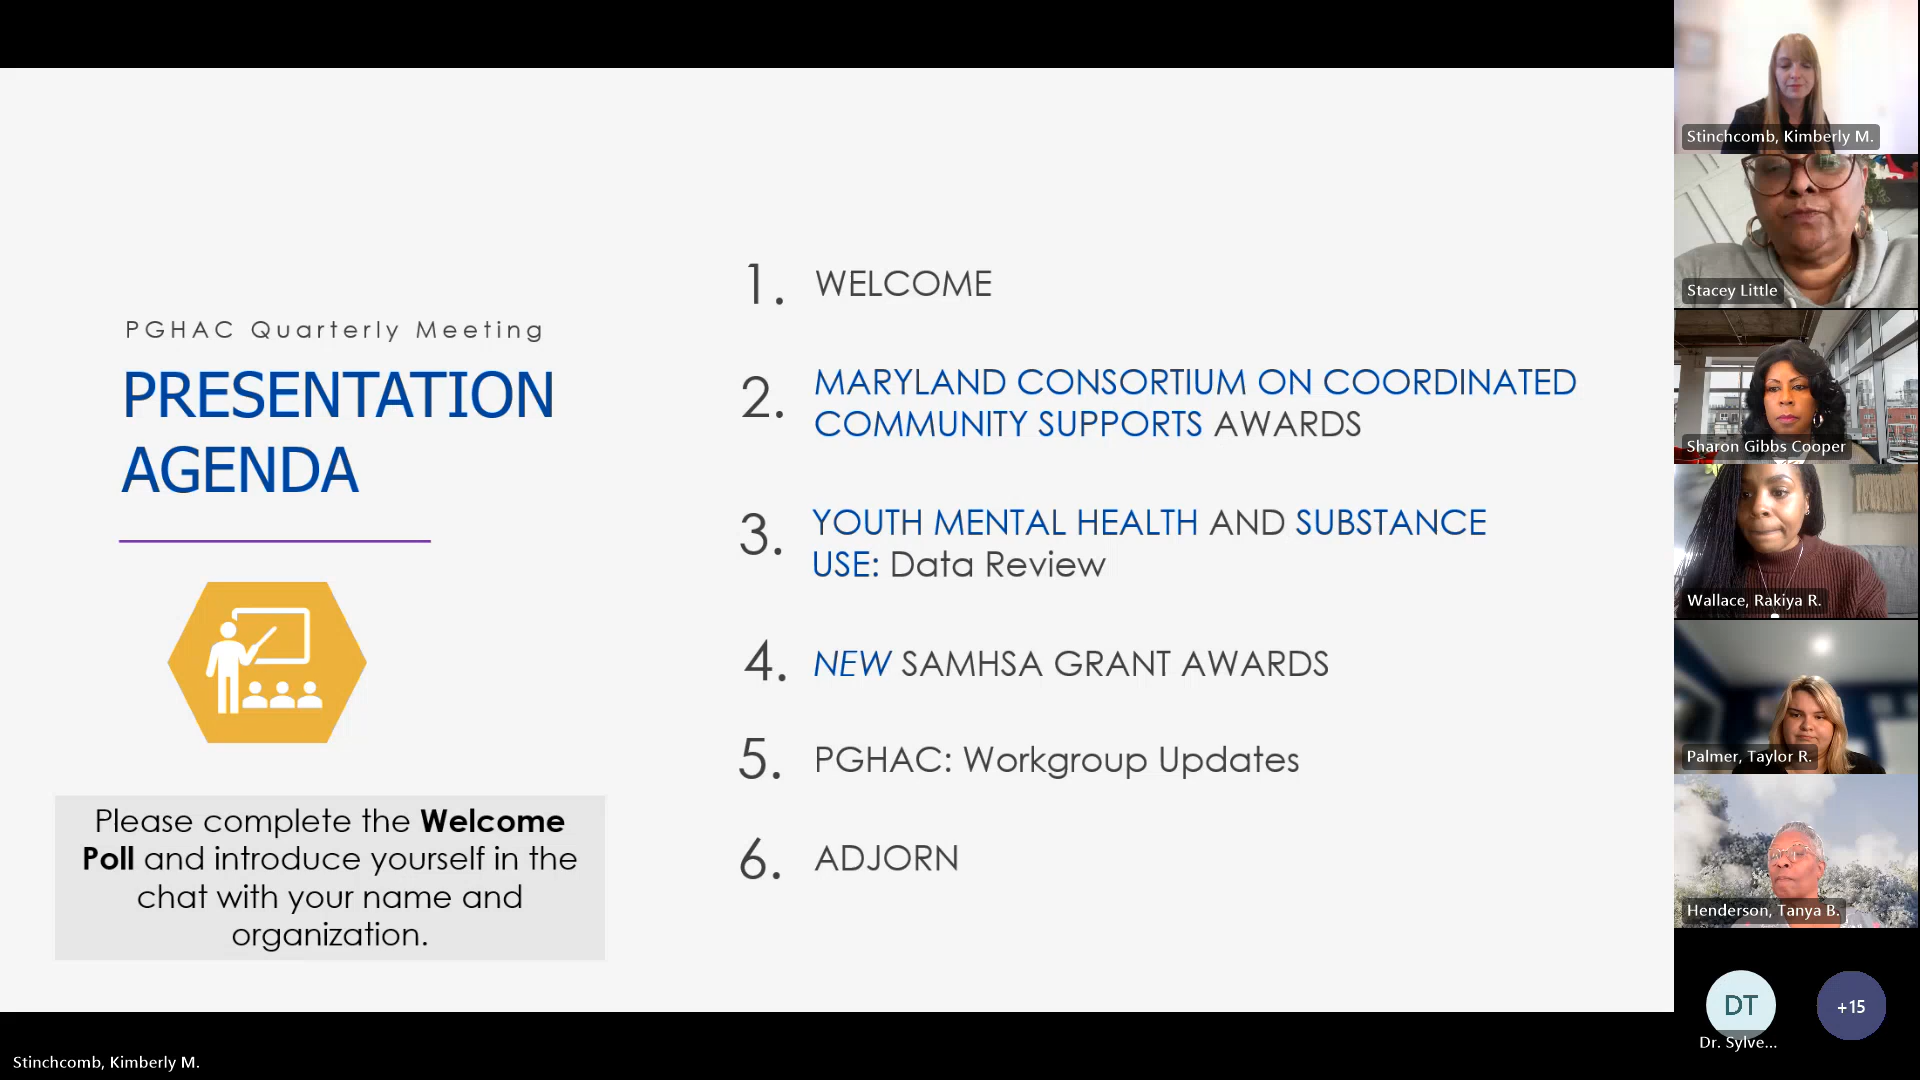 PGHAC Quarterly Meeting
PRESENTATION
AGENDA
Please complete the Welcome
Poll and introduce yourself in the
chat with your name and
organization.
1. WELCOME
2. MARYLAND CONSORTIUM ON COORDINATED
COMMUNITY SUPPORTS AWARDS
3. YOUTH MENTAL HEALTH AND SUBSTANCE
USE: Data Review
4. NEW SAMHSA GRANT AWARDS
5. PGHAC: Workgroup Updates
6. ADJORN
Stinchcomb, Kimberly M.
Stacey Little
Sharon Gibbs Cooper
Wallace, Rakiya R.
Palmer, Taylor R.
Henderson, Tanya B.
DT
+15
Dr. Sylve...
Stinchcomb, Kimberly M.